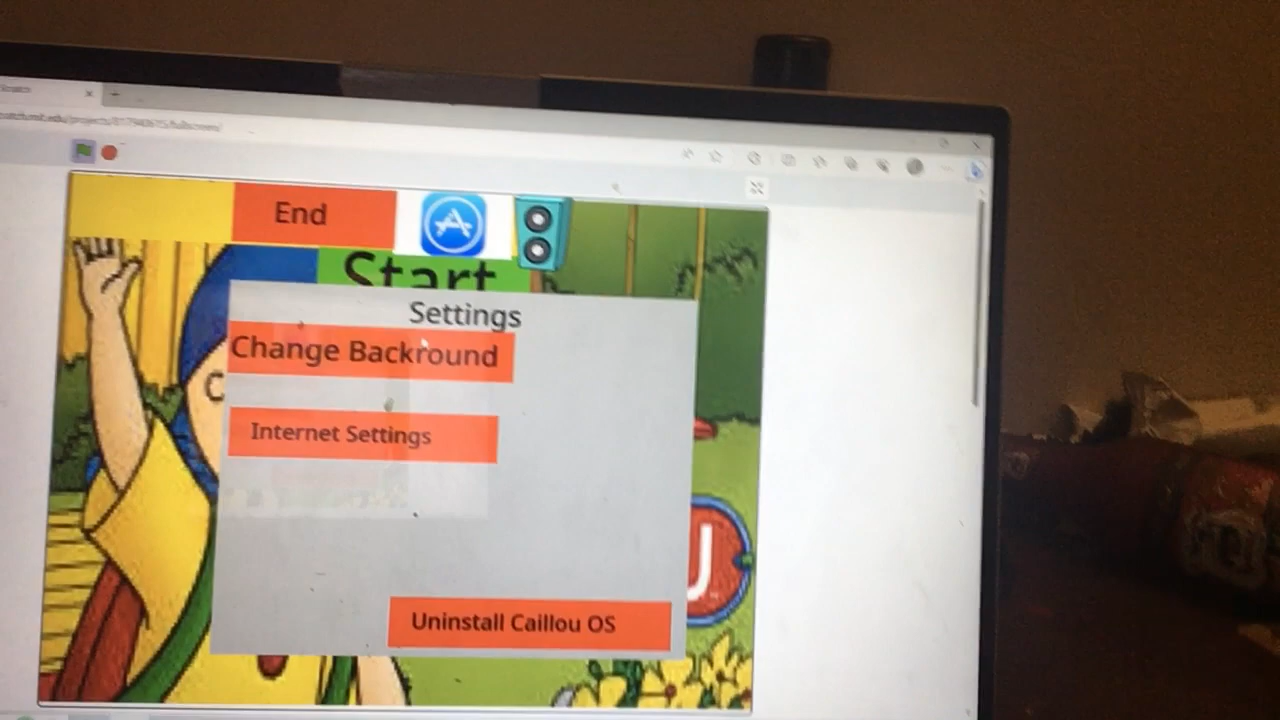 End
Start
Settings
Change Backround
Internet Settings
Uninstall Caillou OS